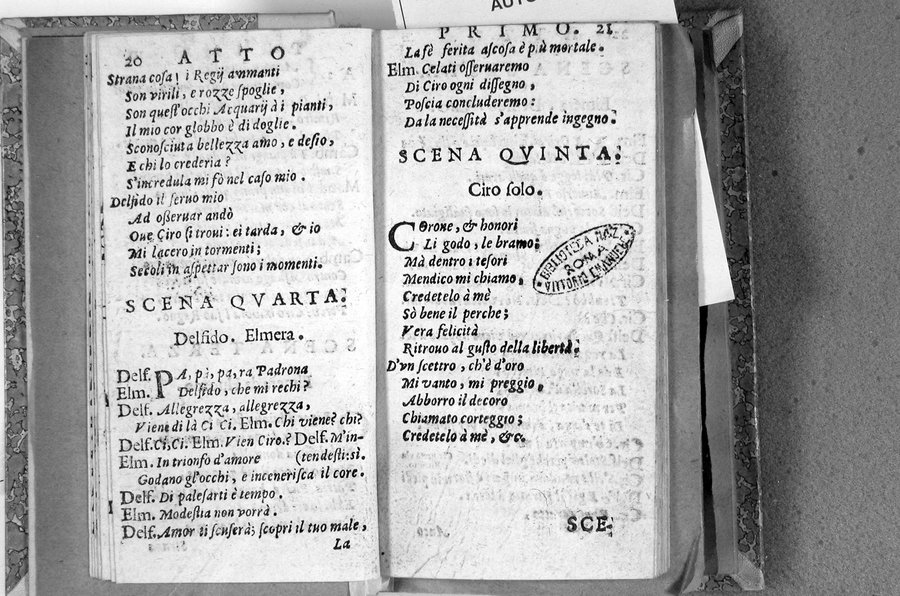 AUTO
20 ATTO
Strana cosa! i Regij ammanti
Son virili, e rozze spoglie,
Son quest'occhi Acquarij à i pianti,
Il mio cor globbo è di doglie.
Sconosciuta bellezza amo, e desio,
E chi lo crederia?
S'incredula mi fò nel caso mio.
Delfido il seruo mio
Ad osseruar andò
Oue Ciro si troui: ei tarda, & io
Mi lacero in tormenti;
Secoli in aspettar sono i momenti.
SCENA QVARTA.
Delfido. Elmera.
Delf. PA, pa, pa, ra Padrona
Elm. Delfido, che mi rechi?
Delf. Allegrezza, allegrezza,
Viene di là Ci Ci. Elm. Chi viene? chi?
Delf. Ci, Ci. Elm. Vien Ciro? Delf. M'in-
Elm. In trionfo d'amore (tendesti: sì.
Godano gl'occhi, e incenerisca il core.
Delf. Di palesarti è tempo.
Elm. Modestia non vorrà.
Delf. Amor ti scuserà; scopri il tuo male,
La
PRIMO. 21
La fè ferita ascosa è più mortale.
Elm. Celati osseruaremo
Di Ciro ogni dissegno,
Poscia concluderemo:
Da la necessità s'apprende ingegno.
SCENA QVINTA.
Ciro solo.
COrone, & honori
Li godo, le bramo;
Mà dentro i tesori
Mendico mi chiamo,
Credetelo à mè
Sò bene il perche;
Vera felicità
Ritrouo al gusto della libertà.
D'vn scettro, ch'è d'oro
Mi vanto, mi preggio,
Abborro il decoro
Chiamato corteggio;
Credetelo à mè, &c.
SCE-
BIBLIOTECA NAZ.
ROMA
VITTORIO EMANUELE